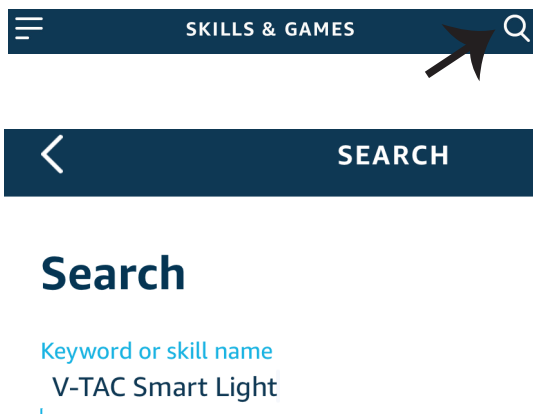 SKILLS & GAMES
SEARCH
Search
Keyword or skill name
V-TAC Smart Light